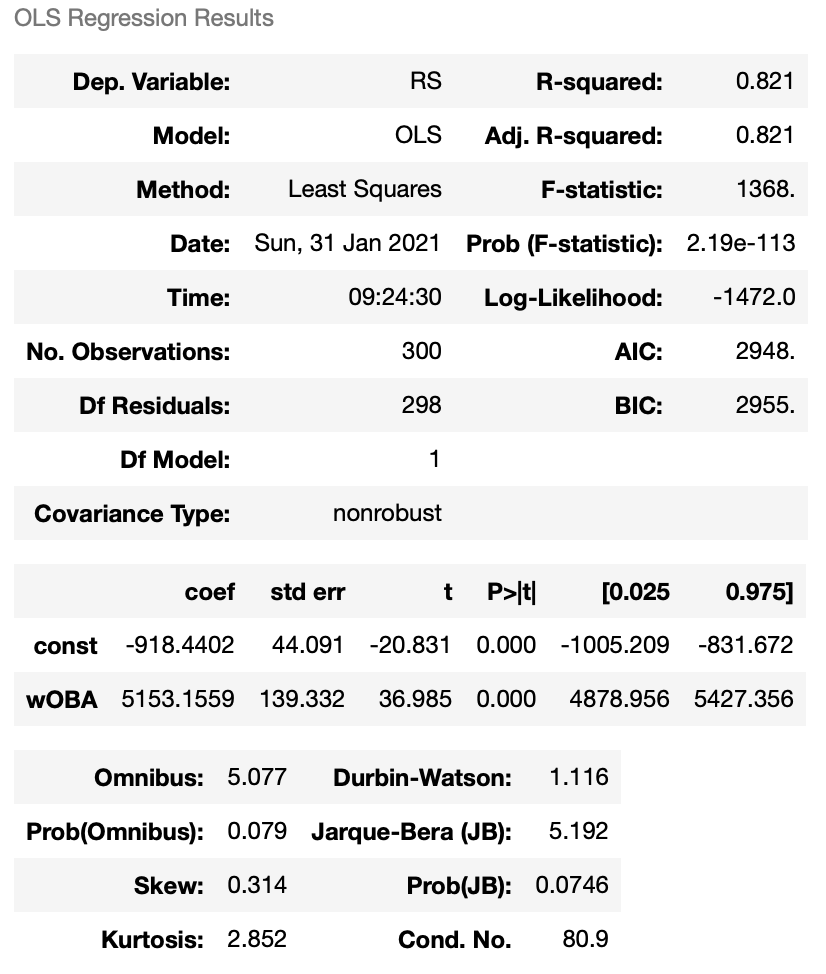 OLS Regression Results
Dep. Variable: RS R-squared: 0.821
Model: OLS Adj. R-squared: 0.821
Method: Least Squares F-statistic: 1368.
Date: Sun, 31 Jan 2021 Prob (F-statistic): 2.19e-113
Time: 09:24:30 Log-Likelihood: -1472.0
No. Observations: 300 AIC: 2948.
Df Residuals: 298 BIC: 2955.
Df Model: 1
Covariance Type: nonrobust
coef std err t P>|t| [0.025 0.975]
const -918.4402 44.091 -20.831 0.000 -1005.209 -831.672
wOBA 5153.1559 139.332 36.985 0.000 4878.956 5427.356
Omnibus: 5.077 Durbin-Watson: 1.116
Prob(Omnibus): 0.079 Jarque-Bera (JB): 5.192
Skew: 0.314 Prob(JB): 0.0746
Kurtosis: 2.852 Cond. No. 80.9